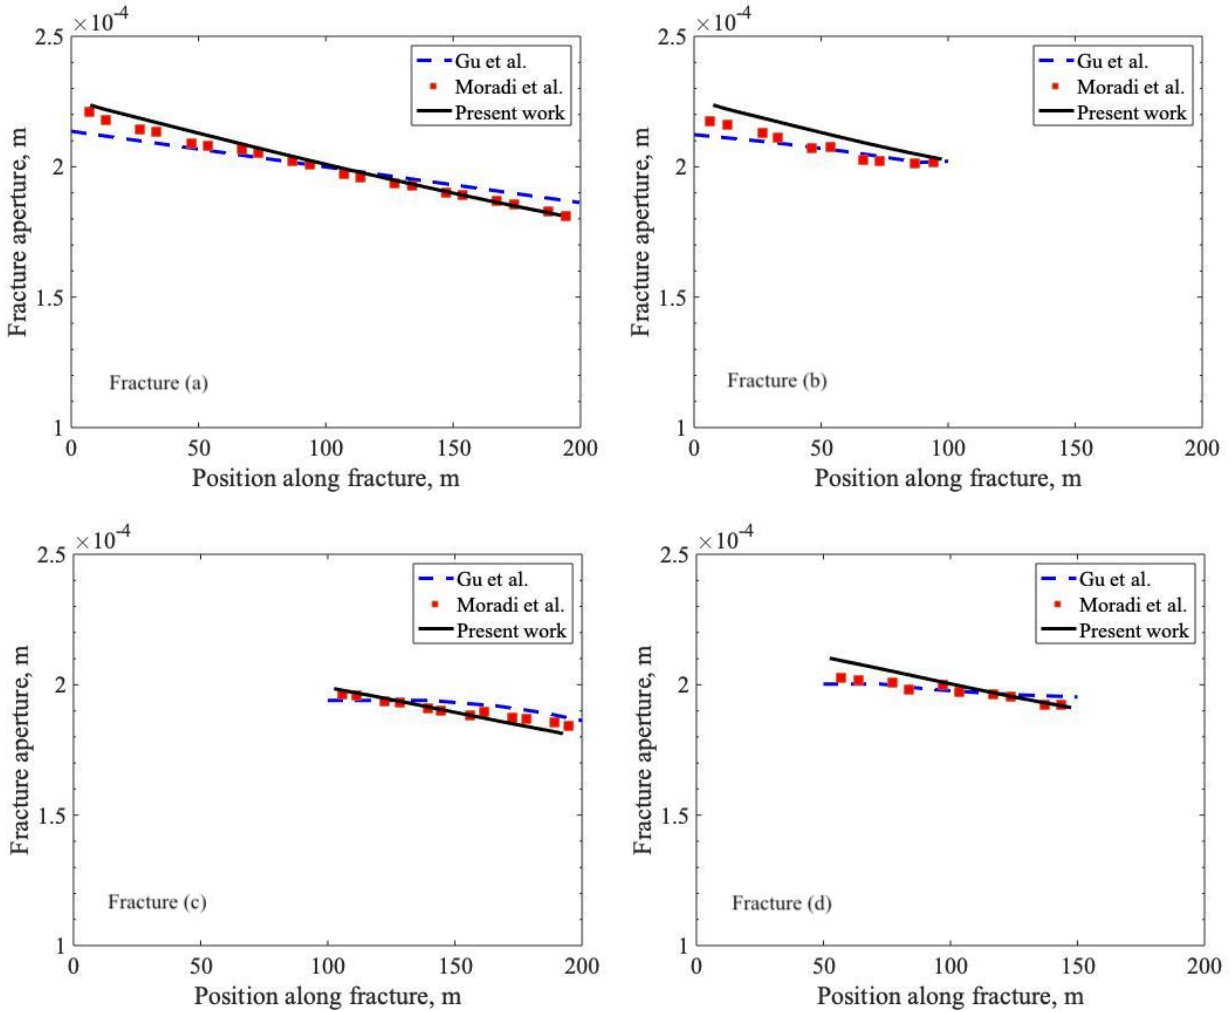 ×10-4
2.5
2
1.5
1
Fracture aperture, m
Gu et al.
Moradi et al.
Present work
Fracture (a)
0 50 100 150 200
Position along fracture, m
×10-4
2.5
2
1.5
1
Fracture aperture, m
Gu et al.
Moradi et al.
Present work
Fracture (b)
0 50 100 150 200
Position along fracture, m
×10-4
2.5
2
1.5
1
Fracture aperture, m
Gu et al.
Moradi et al.
Present work
Fracture (c)
0 50 100 150 200
Position along fracture, m
×10-4
2.5
2
1.5
1
Fracture aperture, m
Gu et al.
Moradi et al.
Present work
Fracture (d)
0 50 100 150 200
Position along fracture, m